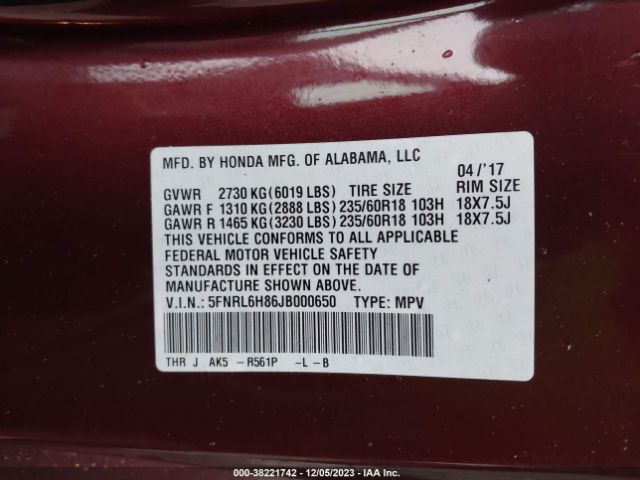 MFD. BY HONDA MFG. OF ALABAMA, LLC 04/'17
GVWR 2730 KG(6019 LBS) TIRE SIZE RIM SIZE
GAWR F 1310 KG(2888 LBS) 235/60R18 103H 18X7.5J
GAWR R 1465 KG(3230 LBS) 235/60R18 103H 18X7.5J
THIS VEHICLE CONFORMS TO ALL APPLICABLE
FEDERAL MOTOR VEHICLE SAFETY
STANDARDS IN EFFECT ON THE DATE OF
MANUFACTURE SHOWN ABOVE.
V.I.N.: 5FNRL6H86JB000650 TYPE: MPV
THR J AK5 -R561P -L-B
000-38221742 - 12/05/2023 - IAA Inc.